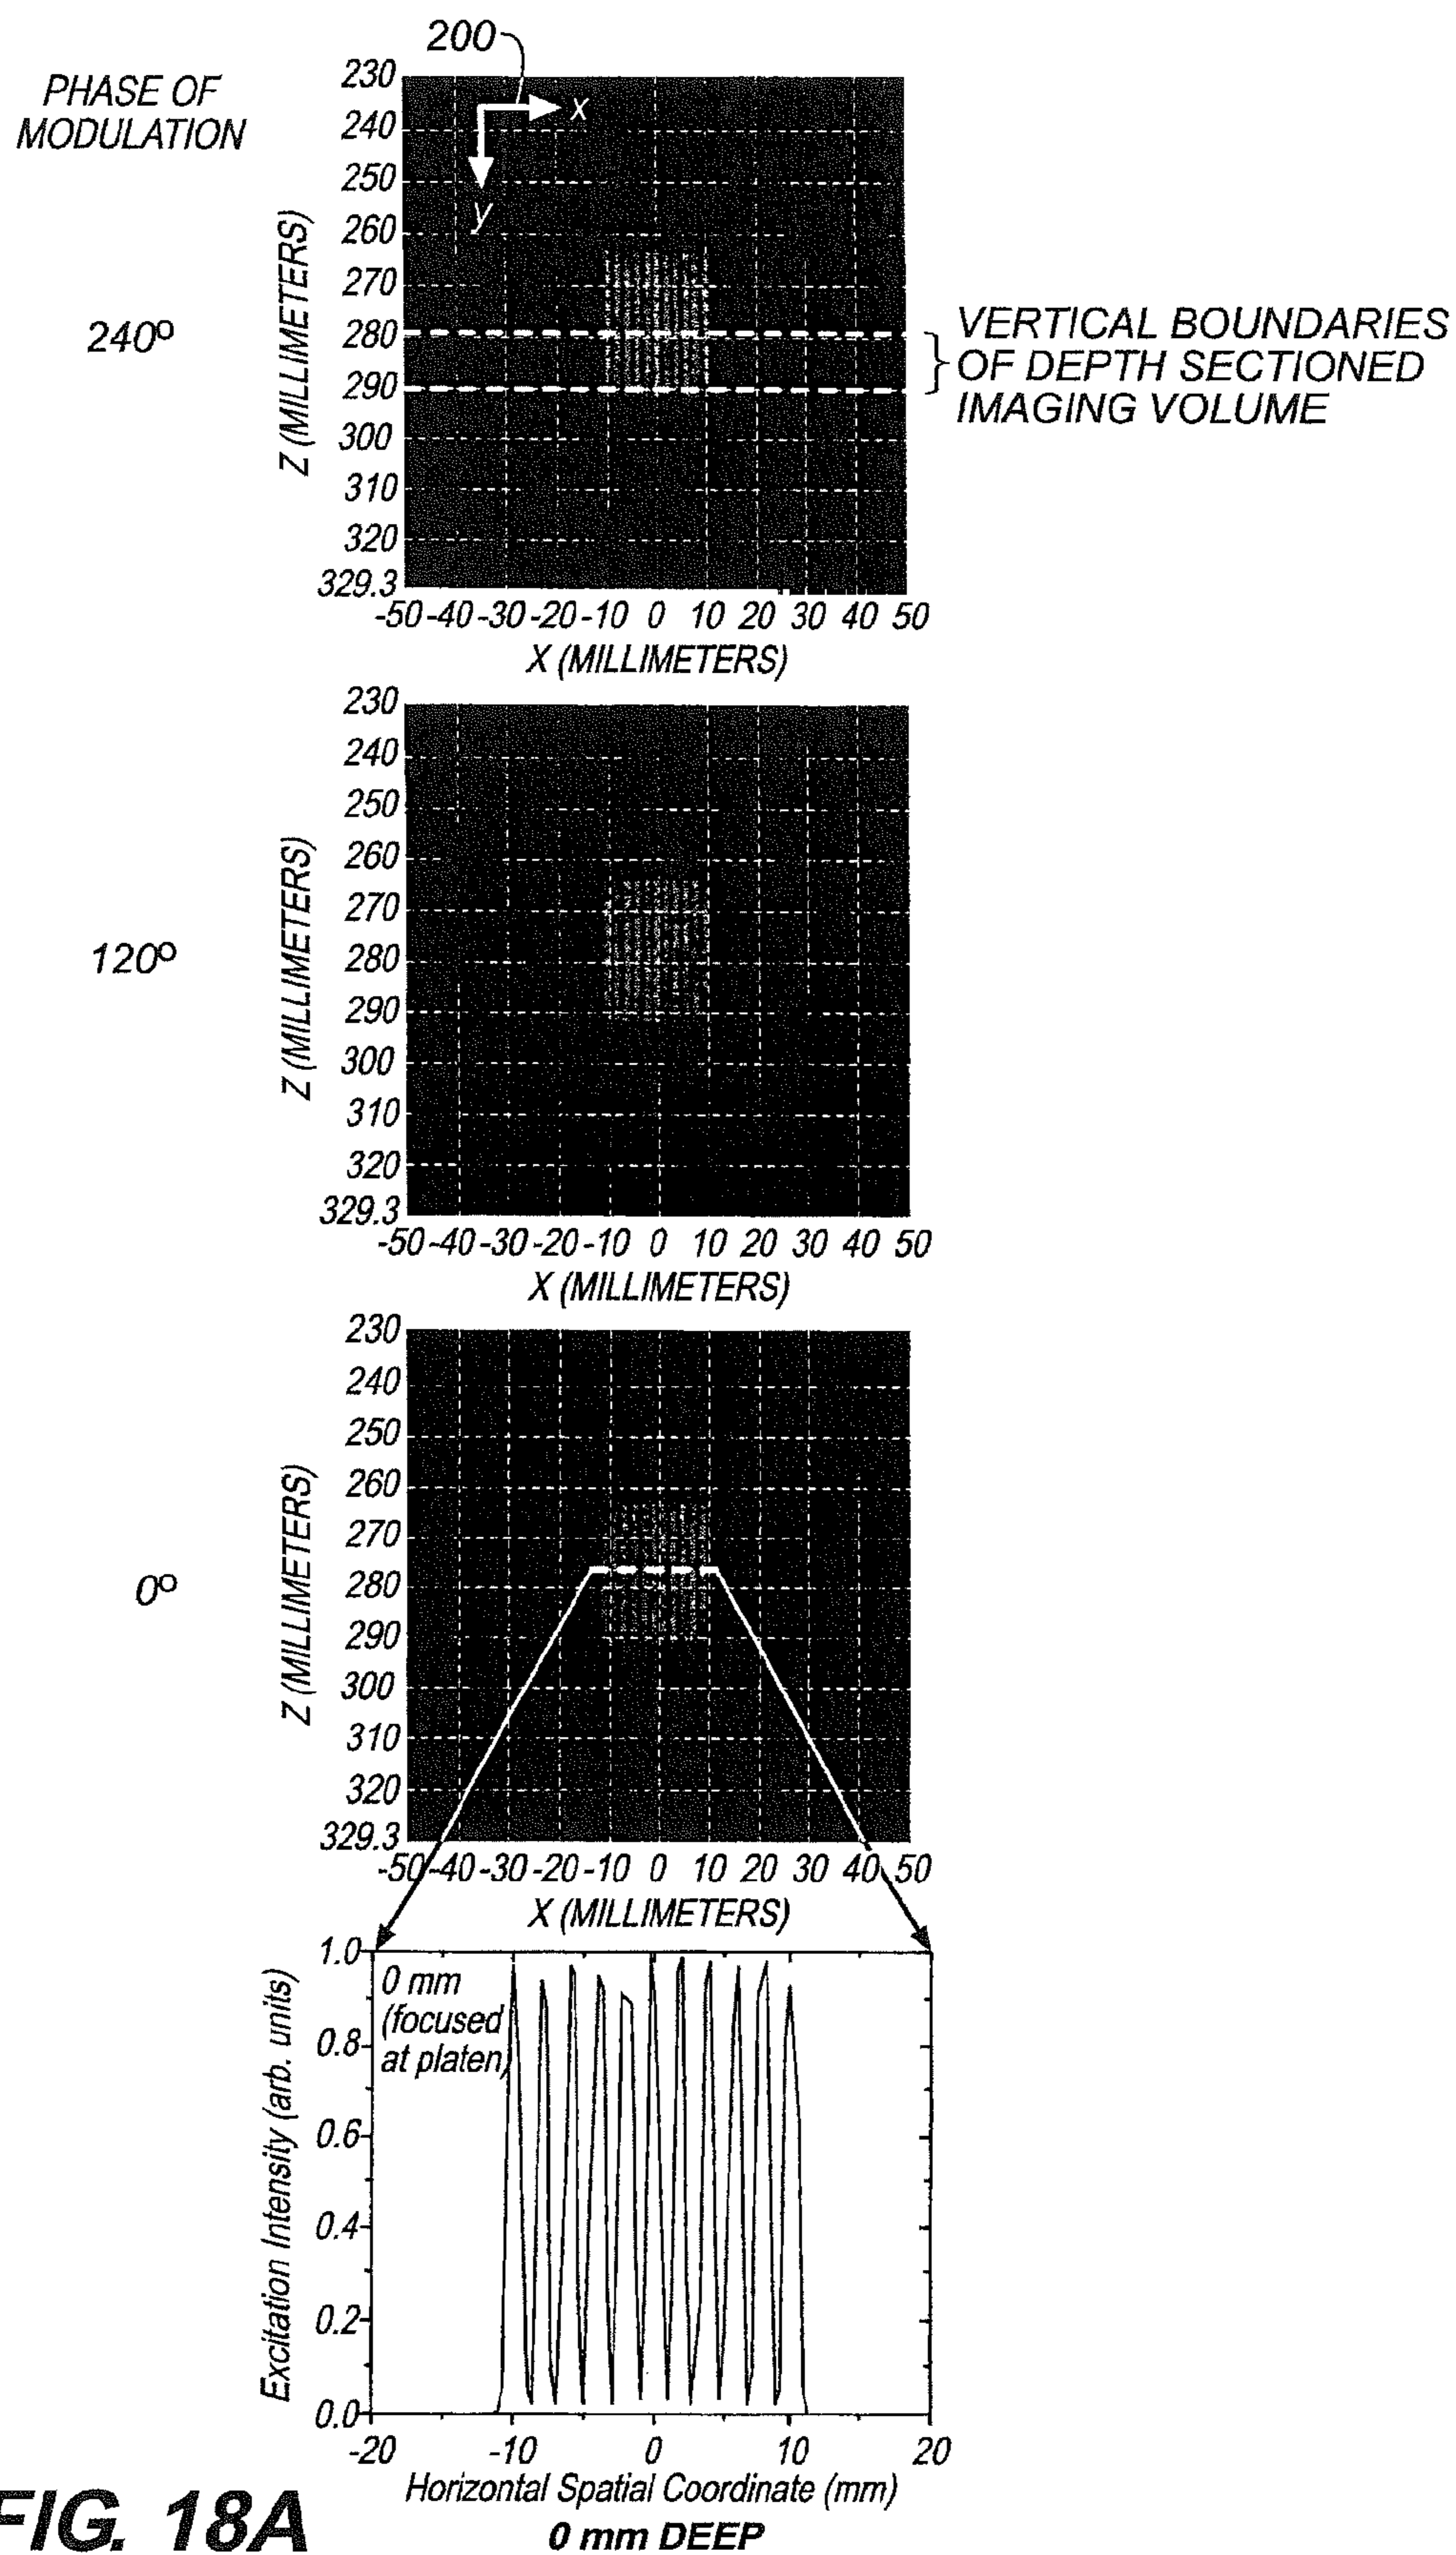 200
PHASE OF
MODULATION
230
x
240
250
y
260
270
240º
280
290
300
310
320
329.3
Z (MILLIMETERS)
VERTICAL BOUNDARIES
OF DEPTH SECTIONED
IMAGING VOLUME
-50 -40 -30 -20 -10 0 10 20 30 40 50
X (MILLIMETERS)
230
240
250
260
270
120º
280
290
300
310
320
329.3
Z (MILLIMETERS)
-50 -40 -30 -20 -10 0 10 20 30 40 50
X (MILLIMETERS)
230
240
250
260
270
0º
280
290
300
310
320
329.3
Z (MILLIMETERS)
-50 -40 -30 -20 -10 0 10 20 30 40 50
X (MILLIMETERS)
1.0
0 mm
(focused
at platen)
0.8
0.6
0.4
0.2
0.0
Excitation Intensity (arb. units)
-20 -10 0 10 20
Horizontal Spatial Coordinate (mm)
FIG. 18A
0 mm DEEP